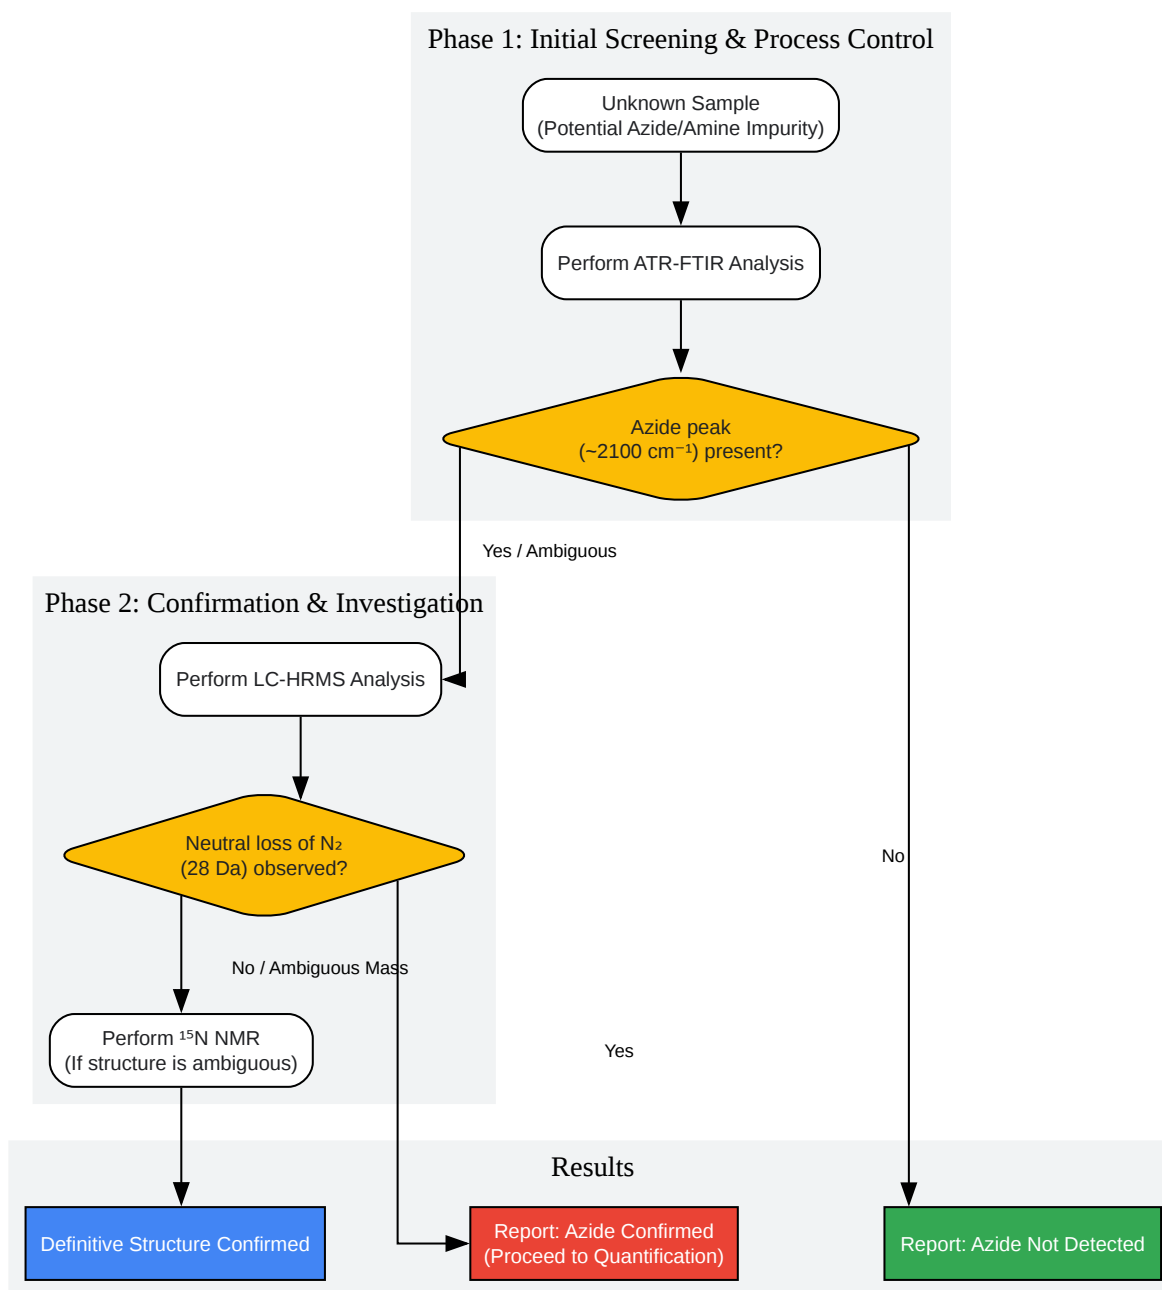 Phase 1: Initial Screening & Process Control
Unknown Sample
(Potential Azide/Amine Impurity)
Perform ATR-FTIR Analysis
Azide peak
(~2100 cm⁻¹) present?
Yes / Ambiguous
Phase 2: Confirmation & Investigation
Perform LC-HRMS Analysis
Neutral loss of N₂
(28 Da) observed?
No
No / Ambiguous Mass
Perform ¹⁵N NMR
(If structure is ambiguous)
Yes
Results
Definitive Structure Confirmed
Report: Azide Confirmed
(Proceed to Quantification)
Report: Azide Not Detected